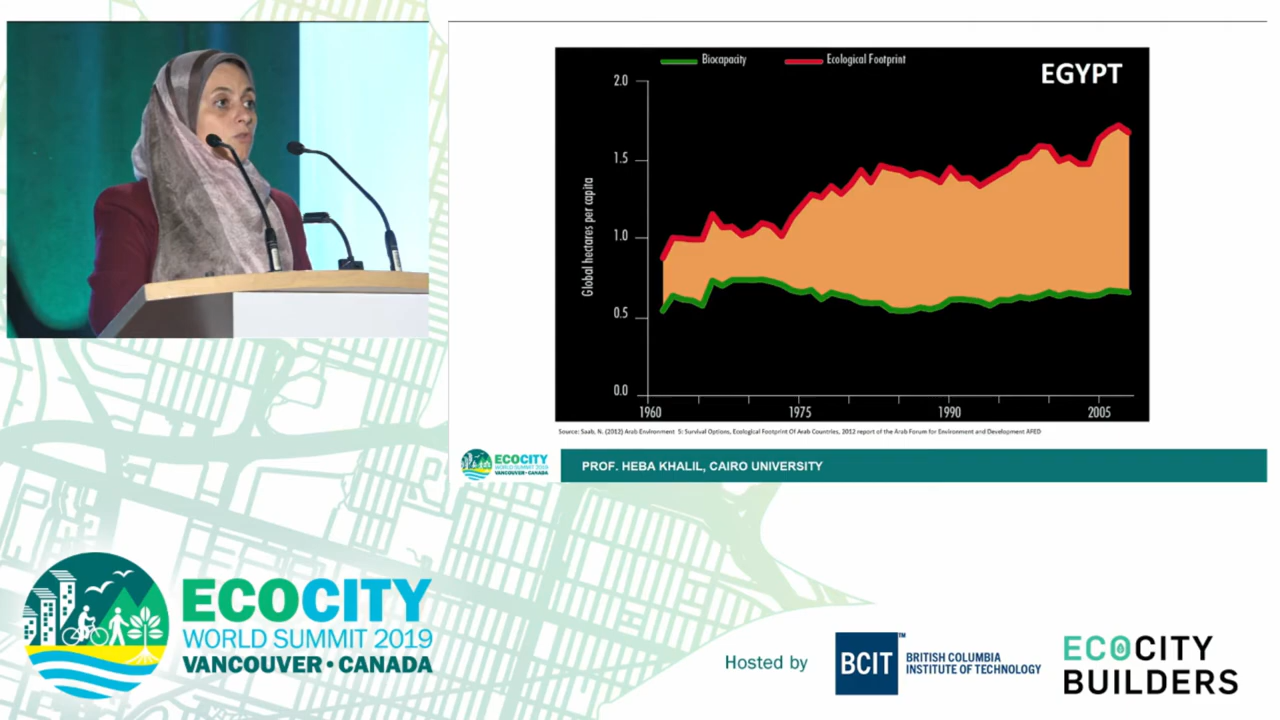 Biocapacity
Ecological Footprint
EGYPT
2.0
1.5
1.0
0.5
0.0
Global hectares per capita
1960
1975
1990
2005
Source: Saab, N. (2012) Arab Environment 5: Survival Options, Ecological Footprint Of Arab Countries, 2012 report of the Arab Forum for Environment and Development AFED
ECOCITY
WORLD SUMMIT 2019
VANCOUVER • CANADA
PROF. HEBA KHALIL, CAIRO UNIVERSITY
ECOCITY
WORLD SUMMIT 2019
VANCOUVER • CANADA
Hosted by
BCIT™
BRITISH COLUMBIA
INSTITUTE OF TECHNOLOGY
ECOCITY
BUILDERS